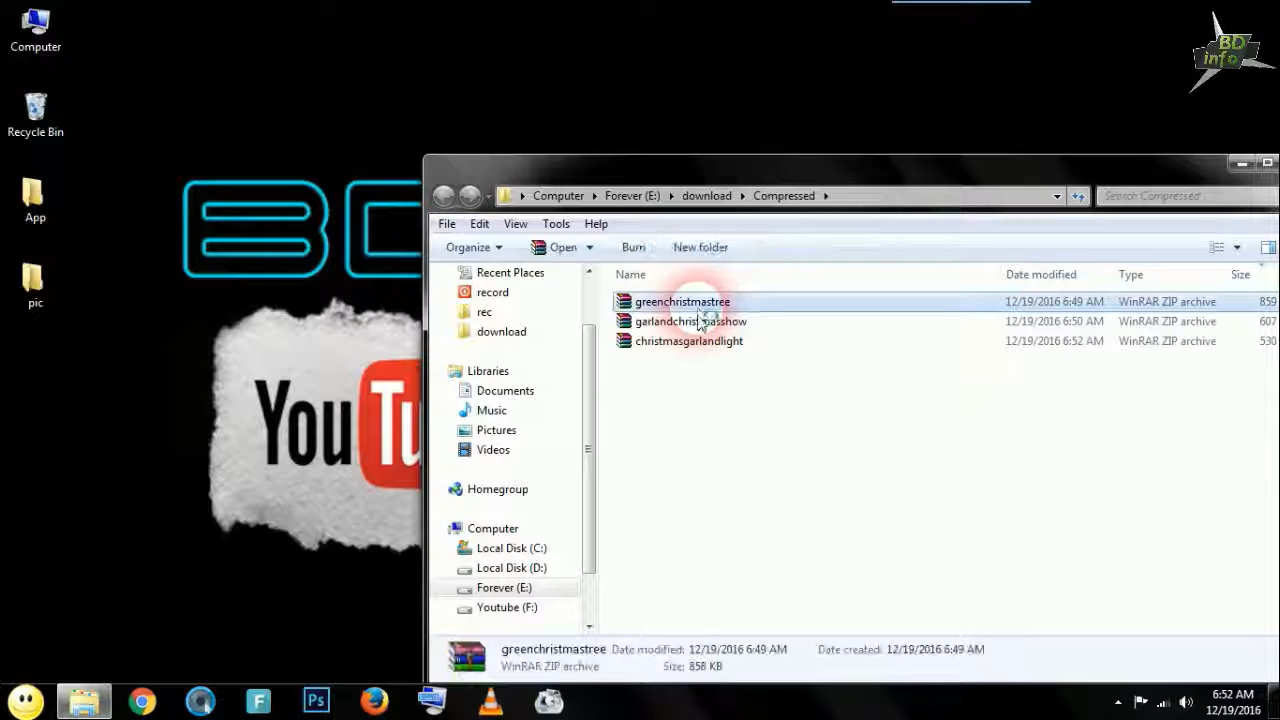 Computer
Recycle Bin
App
pic
BD
info
You Tu
Computer Forever (E:) download Compressed
Search Compressed
File Edit View Tools Help
Organize Open Burn New folder
Recent Places
record
rec
download
Libraries
Documents
Music
Pictures
Videos
Homegroup
Computer
Local Disk (C:)
Local Disk (D:)
Forever (E:)
Youtube (F:)
Name Date modified Type Size
greenchristmastree 12/19/2016 6:49 AM WinRAR ZIP archive 859
garlandchristmasshow 12/19/2016 6:50 AM WinRAR ZIP archive 607
christmasgarlandlight 12/19/2016 6:52 AM WinRAR ZIP archive 530
greenchristmastree Date modified: 12/19/2016 6:49 AM Date created: 12/19/2016 6:49 AM
WinRAR ZIP archive Size: 858 KB
F
Ps
6:52 AM
12/19/2016